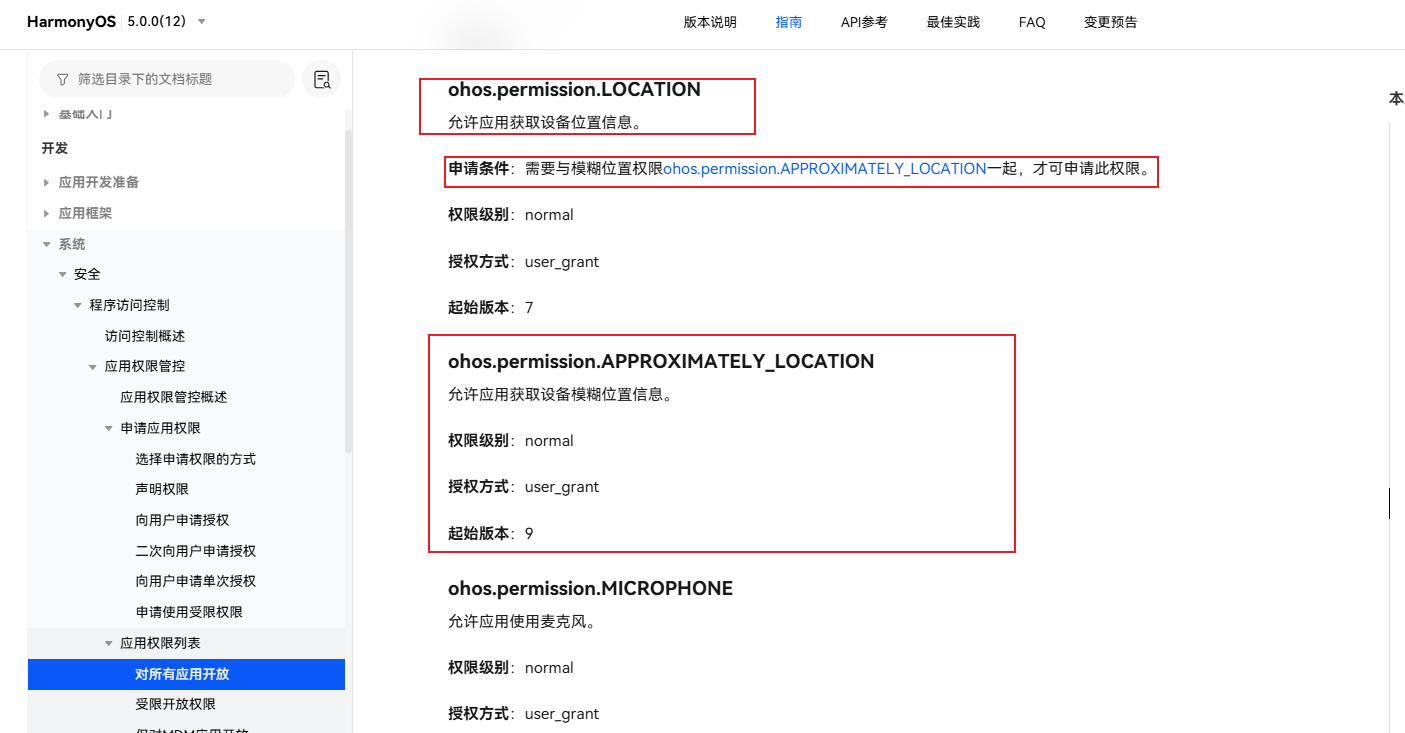 HarmonyOS 5.0.0(12)
版本说明 指南 API参考 最佳实践 FAQ 变更预告
筛选目录下的文档标题
基础入门
开发
应用开发准备
应用框架
系统
安全
程序访问控制
访问控制概述
应用权限管控
应用权限管控概述
申请应用权限
选择申请权限的方式
声明权限
向用户申请授权
二次向用户申请授权
向用户申请单次授权
申请使用受限权限
应用权限列表
对所有应用开放
受限开放权限
仅对MDM应用开放
ohos.permission.LOCATION
允许应用获取设备位置信息。
申请条件：需要与模糊位置权限ohos.permission.APPROXIMATELY_LOCATION一起，才可申请此权限。
权限级别：normal
授权方式：user_grant
起始版本：7
ohos.permission.APPROXIMATELY_LOCATION
允许应用获取设备模糊位置信息。
权限级别：normal
授权方式：user_grant
起始版本：9
ohos.permission.MICROPHONE
允许应用使用麦克风。
权限级别：normal
授权方式：user_grant
本